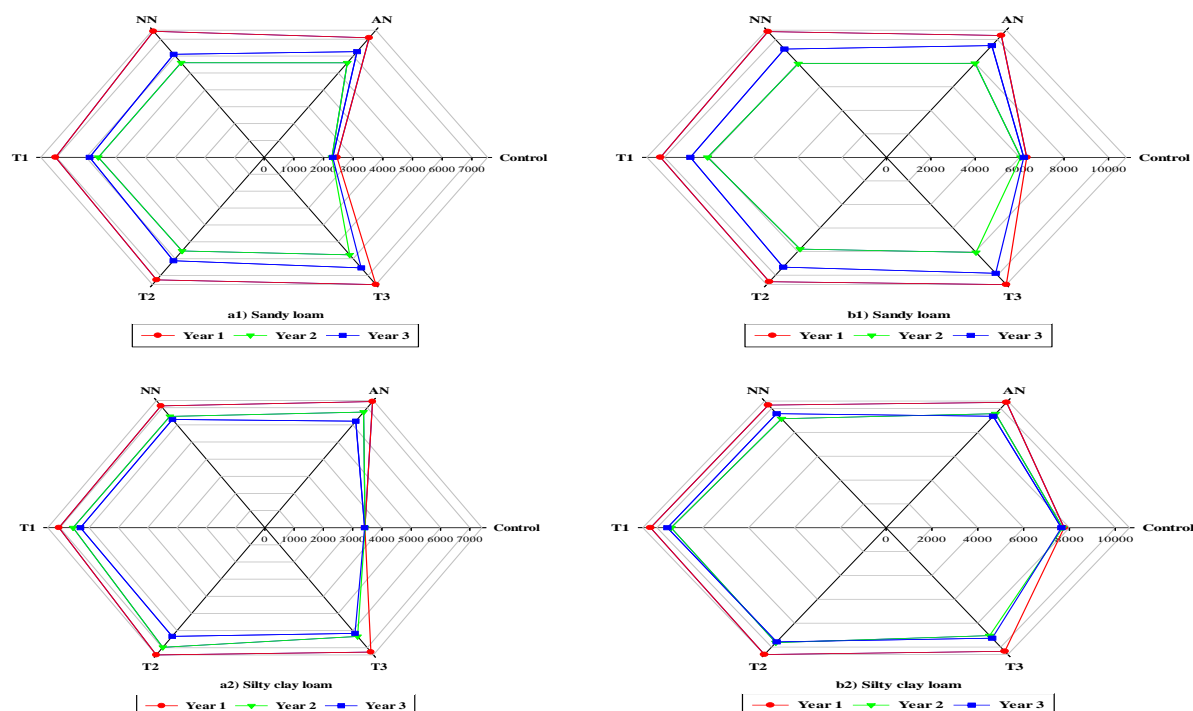 NN AN
T1 0 1000 2000 3000 4000 5000 6000 7000 Control
T2 T3
a1) Sandy loam
Year 1 Year 2 Year 3
NN AN
T1 0 2000 4000 6000 8000 10000 Control
T2 T3
b1) Sandy loam
Year 1 Year 2 Year 3
NN AN
T1 0 1000 2000 3000 4000 5000 6000 7000 Control
T2 T3
a2) Silty clay loam
Year 1 Year 2 Year 3
NN AN
T1 0 2000 4000 6000 8000 10000 Control
T2 T3
b2) Silty clay loam
Year 1 Year 2 Year 3